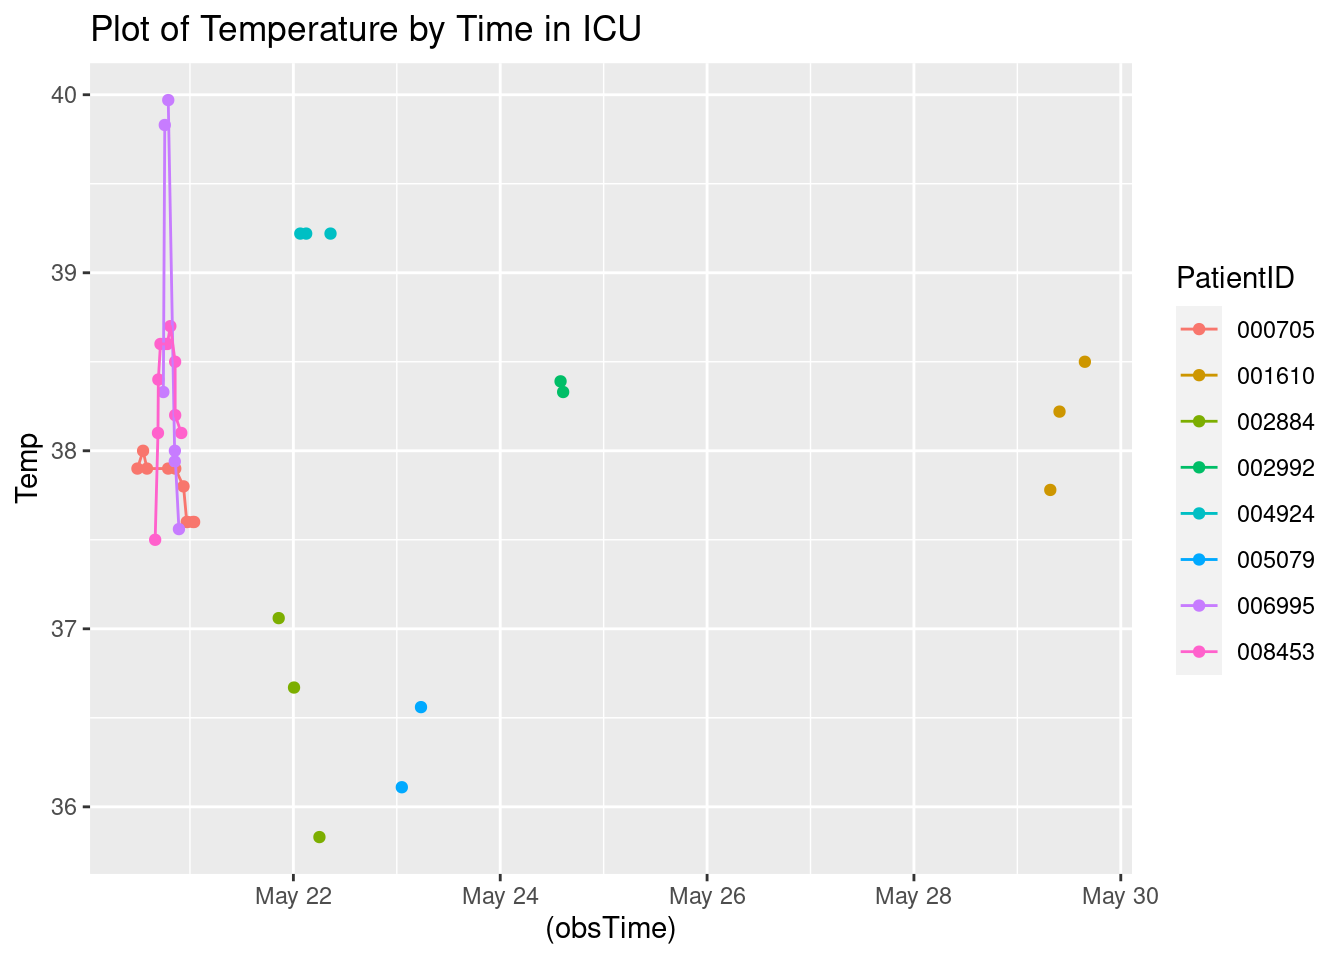 Plot of Temperature by Time in ICU
40
39
38
37
36
Temp
May 22
May 24
May 26
May 28
May 30
(obsTime)
PatientID
000705
001610
002884
002992
004924
005079
006995
008453